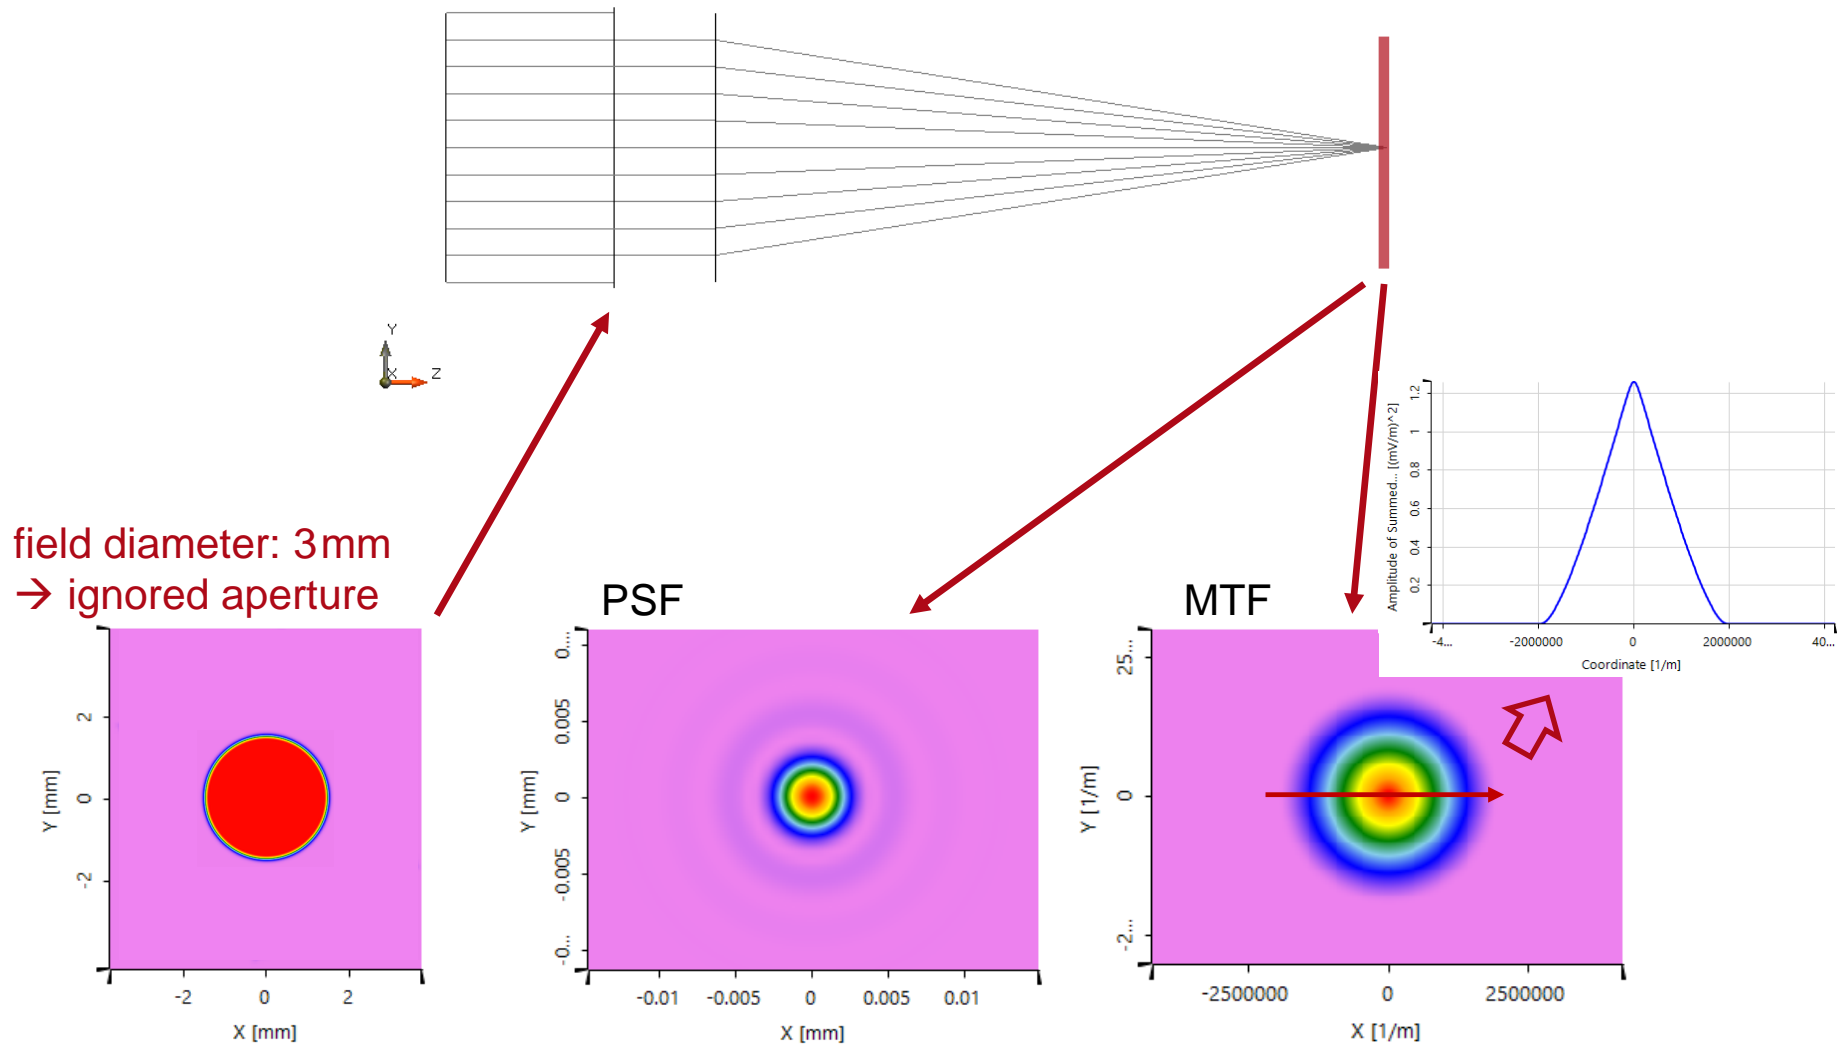 Y
X
Z
field diameter: 3mm
→ ignored aperture
PSF
MTF
Amplitude of Summed... [(mV/m)^2]
1.2
1
0.8
0.6
0.4
0.2
-4...
-2000000
0
2000000
40...
Coordinate [1/m]
Y [mm]
2
0
-2
-2
0
2
X [mm]
Y [mm]
0....
0.005
0
-0.005
-0...
-0.01
-0.005
0
0.005
0.01
X [mm]
Y [1/m]
25...
0
-2...
-2500000
0
2500000
X [1/m]